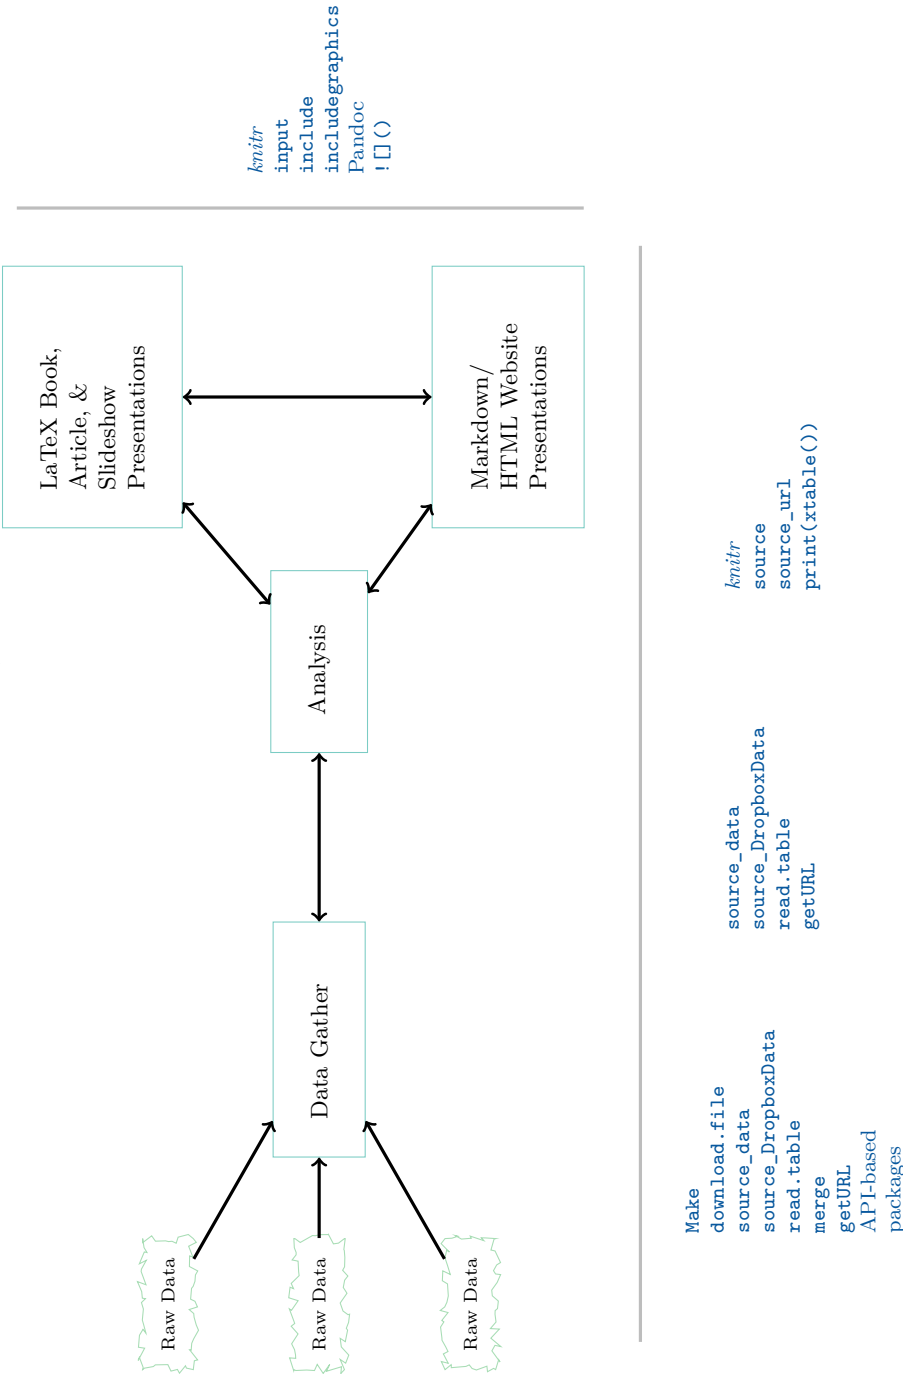 Raw Data
Raw Data
Raw Data
Data Gather
Analysis
LaTeX Book,
Article, &
Slideshow
Presentations
Markdown/
HTML Website
Presentations
knitr
input
include
includegraphics
Pandoc
![]()
Make
download.file
source_data
source_DropboxData
read.table
merge
getURL
API-based
packages
source_data
source_DropboxData
read.table
getURL
knitr
source
source_url
print(xtable())